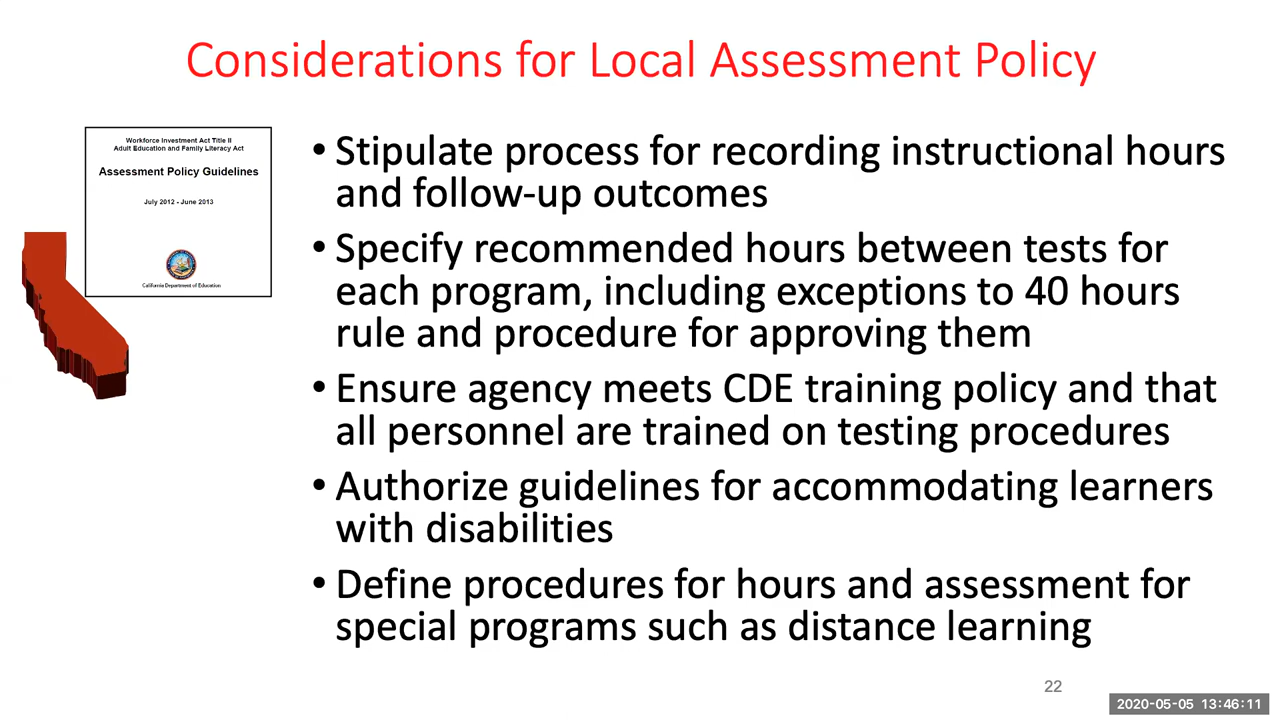 Considerations for Local Assessment Policy
Workforce Investment Act Title II
Adult Education and Family Literacy Act
Assessment Policy Guidelines
July 2012 - June 2013
California Department of Education
• Stipulate process for recording instructional hours
and follow-up outcomes
• Specify recommended hours between tests for
each program, including exceptions to 40 hours
rule and procedure for approving them
• Ensure agency meets CDE training policy and that
all personnel are trained on testing procedures
• Authorize guidelines for accommodating learners
with disabilities
• Define procedures for hours and assessment for
special programs such as distance learning
22
2020-05-05 13:46:11